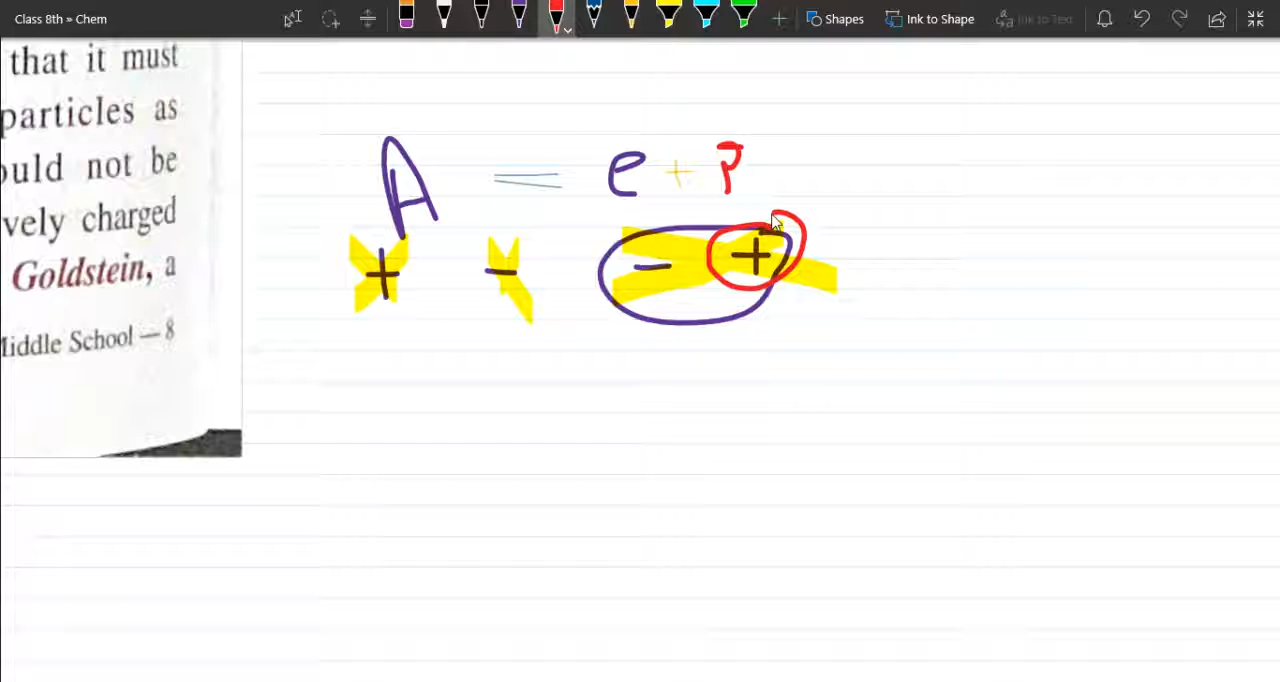 Class 8th » Chem
Shapes
Ink to Shape
Ink to Text
that it must
particles as
ould not be
vely charged
Goldstein, a
Middle School — 8
A = e + ?
+ - - +